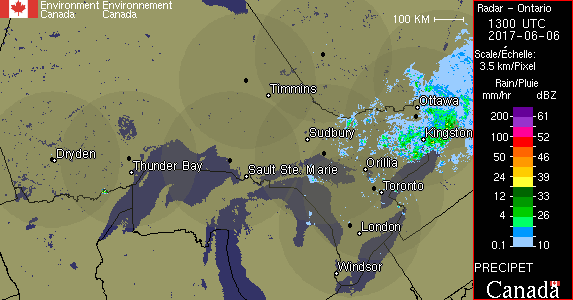 Environment Environnement
Canada Canada
100 KM
Timmins
Ottawa
Sudbury
Kingston
Dryden
Thunder Bay
Sault Ste. Marie
Orillia
Toronto
London
Windsor
Radar - Ontario
1300 UTC
2017-06-06
Scale/Échelle:
3.5 km/Pixel
Rain/Pluie
mm/hr dBZ
200 61
100 52
50 46
24 39
12 33
4 26
0.1 10
PRECIPET
Canada